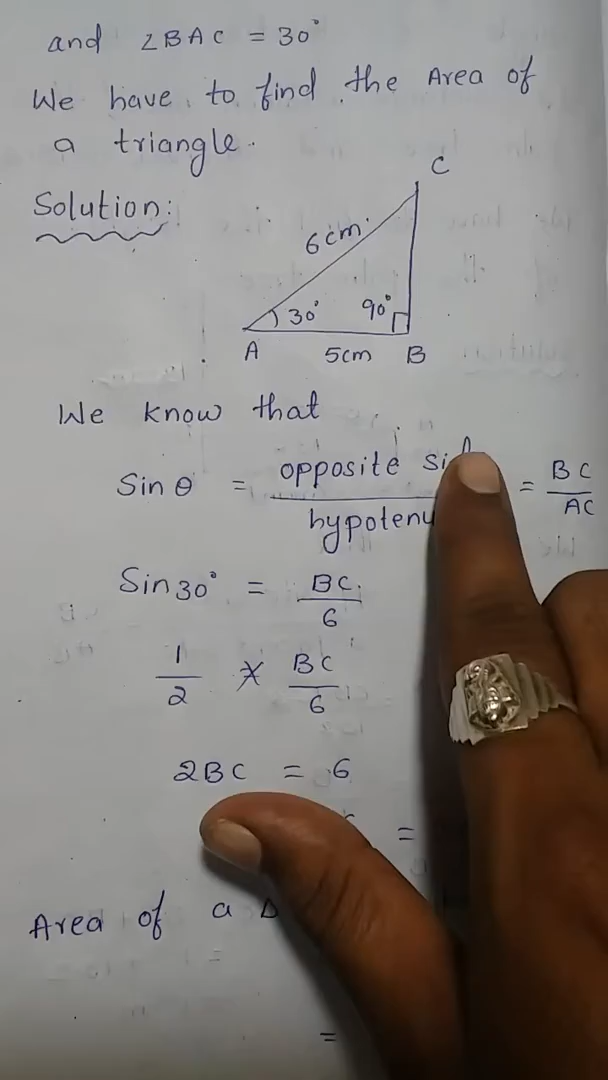 and ∠BAC = 30°
We have to find the Area of
a triangle.
Solution:
C
6cm
30° 90°
A 5cm B
We know that
Sin θ = opposite / = BC/AC
Sin 30° = BC/6
1/2 × BC/6
2BC = 6
=
Area of a Δ
=